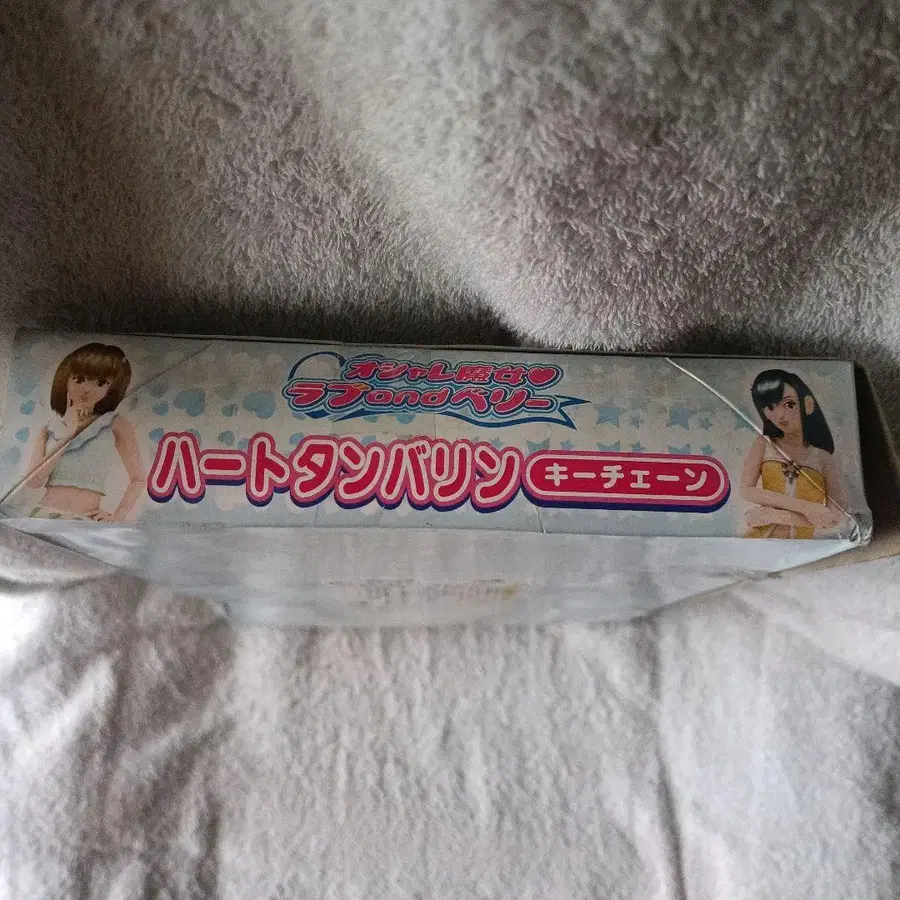 オシャレ魔女♥
ラブandベリー
ハートタンバリン キーチェーン